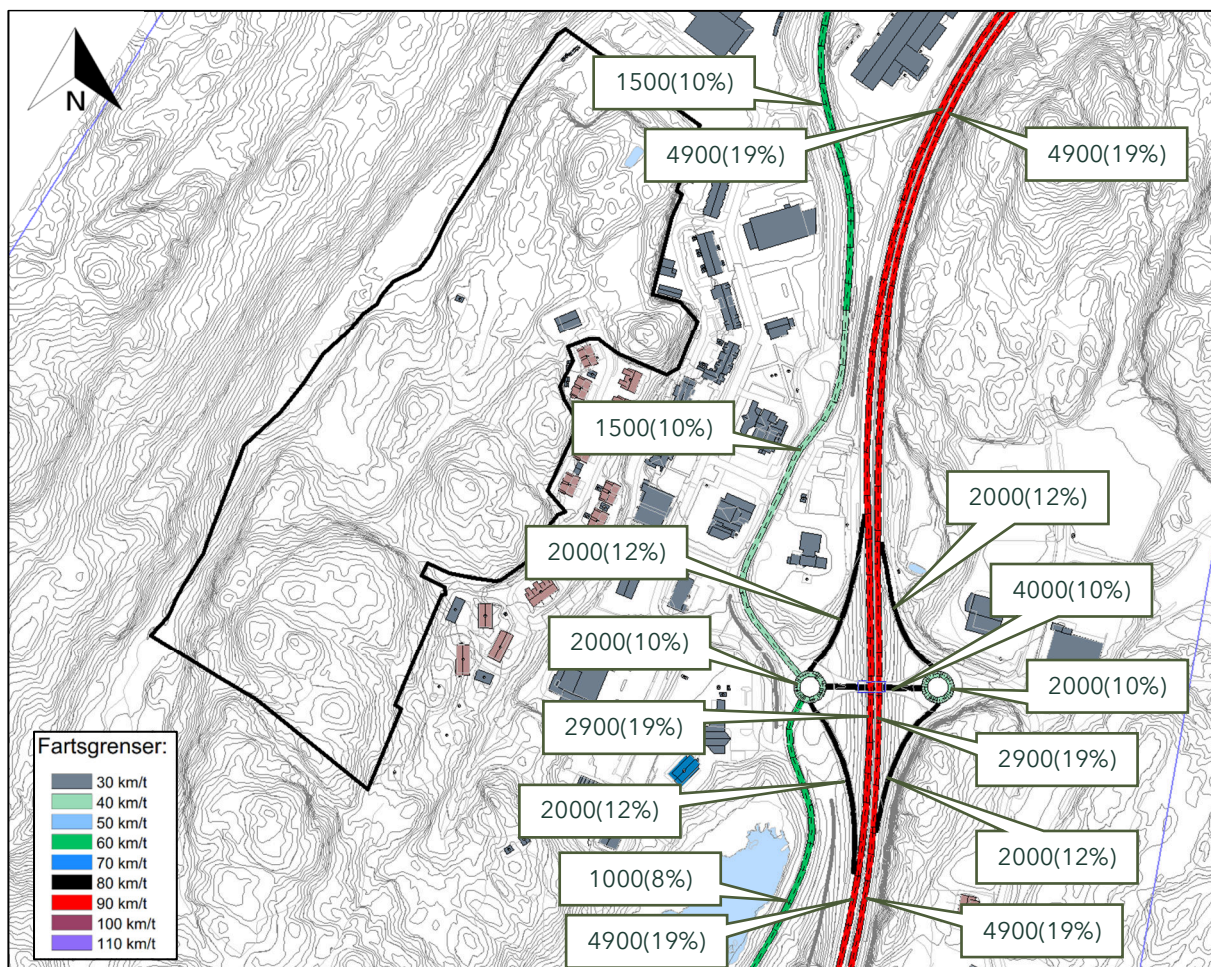 N
1500(10%)
4900(19%)
4900(19%)
1500(10%)
2000(12%)
2000(12%)
4000(10%)
2000(10%)
2000(10%)
2900(19%)
2900(19%)
2000(12%)
2000(12%)
1000(8%)
4900(19%)
4900(19%)
Fartsgrenser:
30 km/t
40 km/t
50 km/t
60 km/t
70 km/t
80 km/t
90 km/t
100 km/t
110 km/t